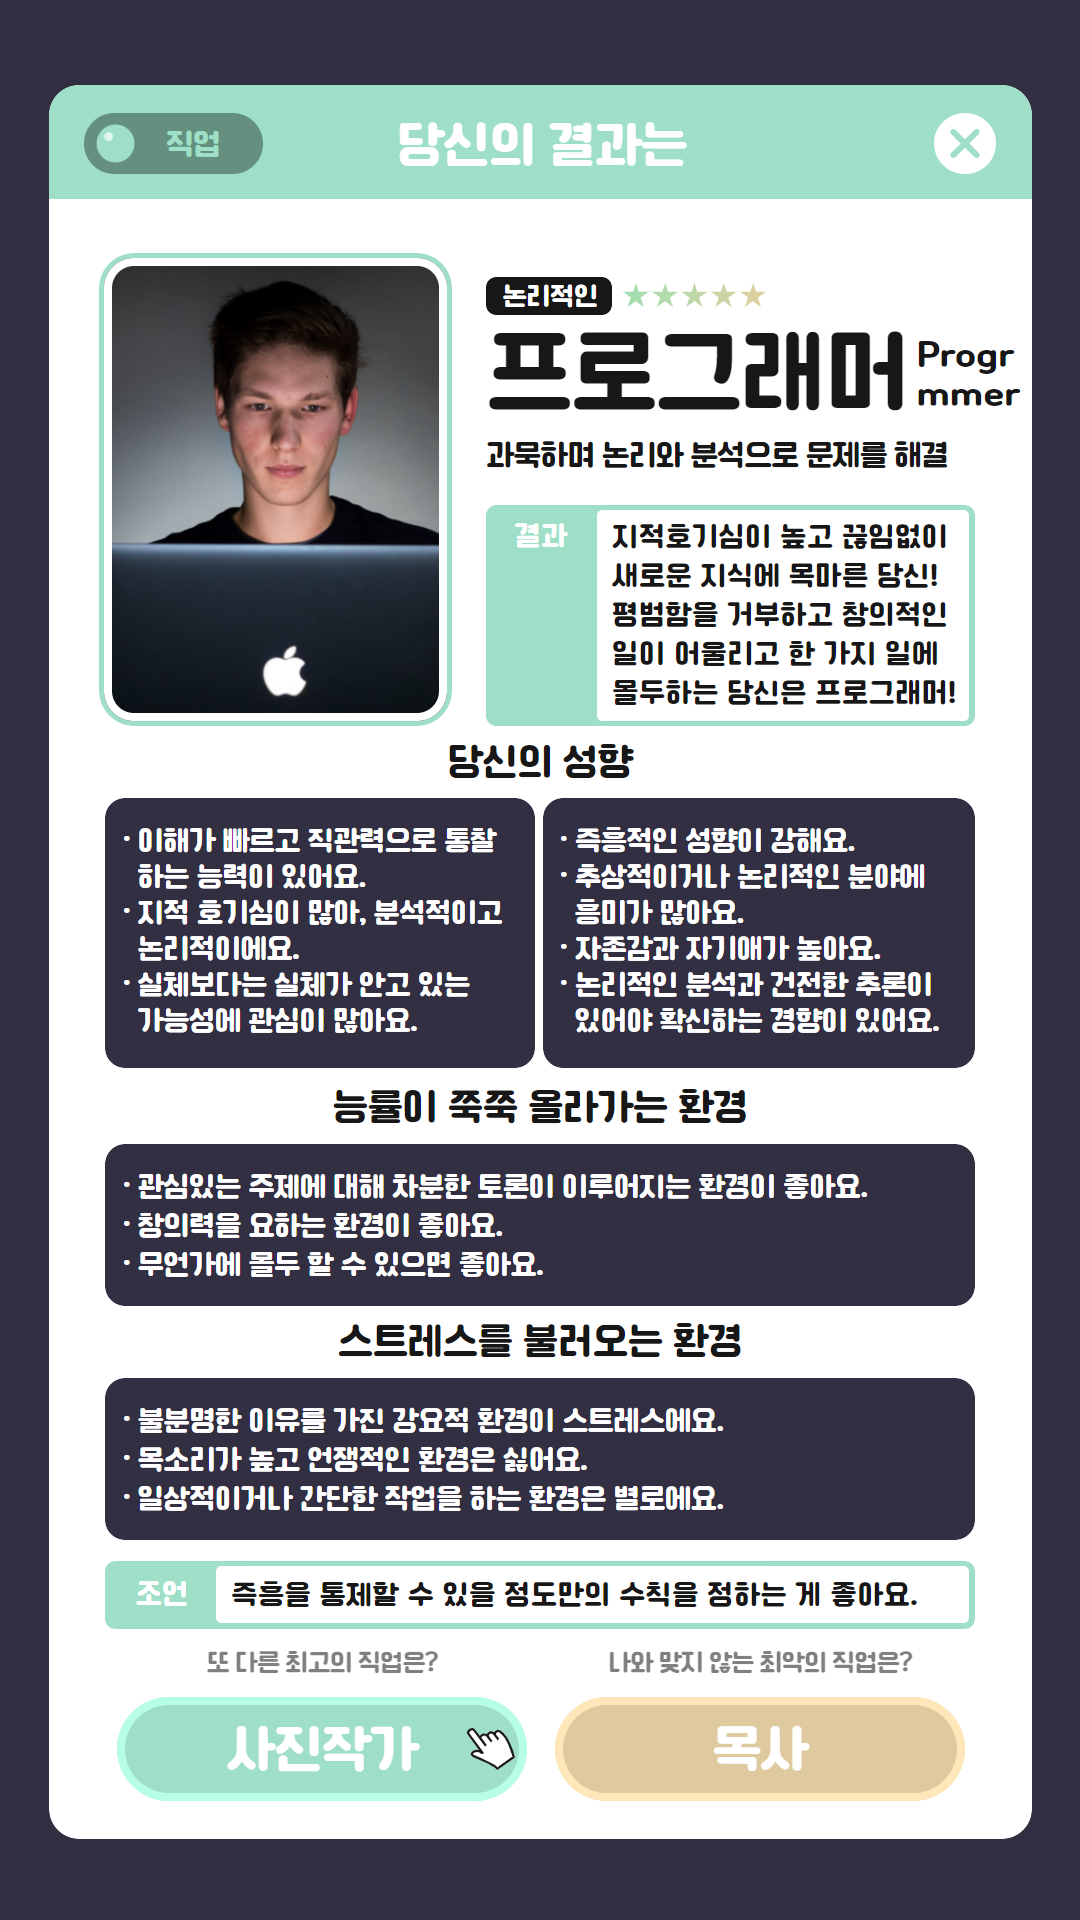 직업
당신의 결과는
논리적인
프로그래머
Progr
mmer
과묵하며 논리와 분석으로 문제를 해결
결과
지적호기심이 높고 끊임없이
새로운 지식에 목마른 당신!
평범함을 거부하고 창의적인
일이 어울리고 한 가지 일에
몰두하는 당신은 프로그래머!
당신의 성향
· 이해가 빠르고 직관력으로 통찰
하는 능력이 있어요.
· 지적 호기심이 많아, 분석적이고
논리적이에요.
· 실체보다는 실체가 안고 있는
가능성에 관심이 많아요.
· 즉흥적인 성향이 강해요.
· 추상적이거나 논리적인 분야에
흥미가 많아요.
· 자존감과 자기애가 높아요.
· 논리적인 분석과 건전한 추론이
있어야 확신하는 경향이 있어요.
능률이 쭉쭉 올라가는 환경
· 관심있는 주제에 대해 차분한 토론이 이루어지는 환경이 좋아요.
· 창의력을 요하는 환경이 좋아요.
· 무언가에 몰두 할 수 있으면 좋아요.
스트레스를 불러오는 환경
· 불분명한 이유를 가진 강요적 환경이 스트레스에요.
· 목소리가 높고 언쟁적인 환경은 싫어요.
· 일상적이거나 간단한 작업을 하는 환경은 별로에요.
조언
즉흥을 통제할 수 있을 정도만의 수칙을 정하는 게 좋아요.
또 다른 최고의 직업은?
나와 맞지 않는 최악의 직업은?
사진작가
목사